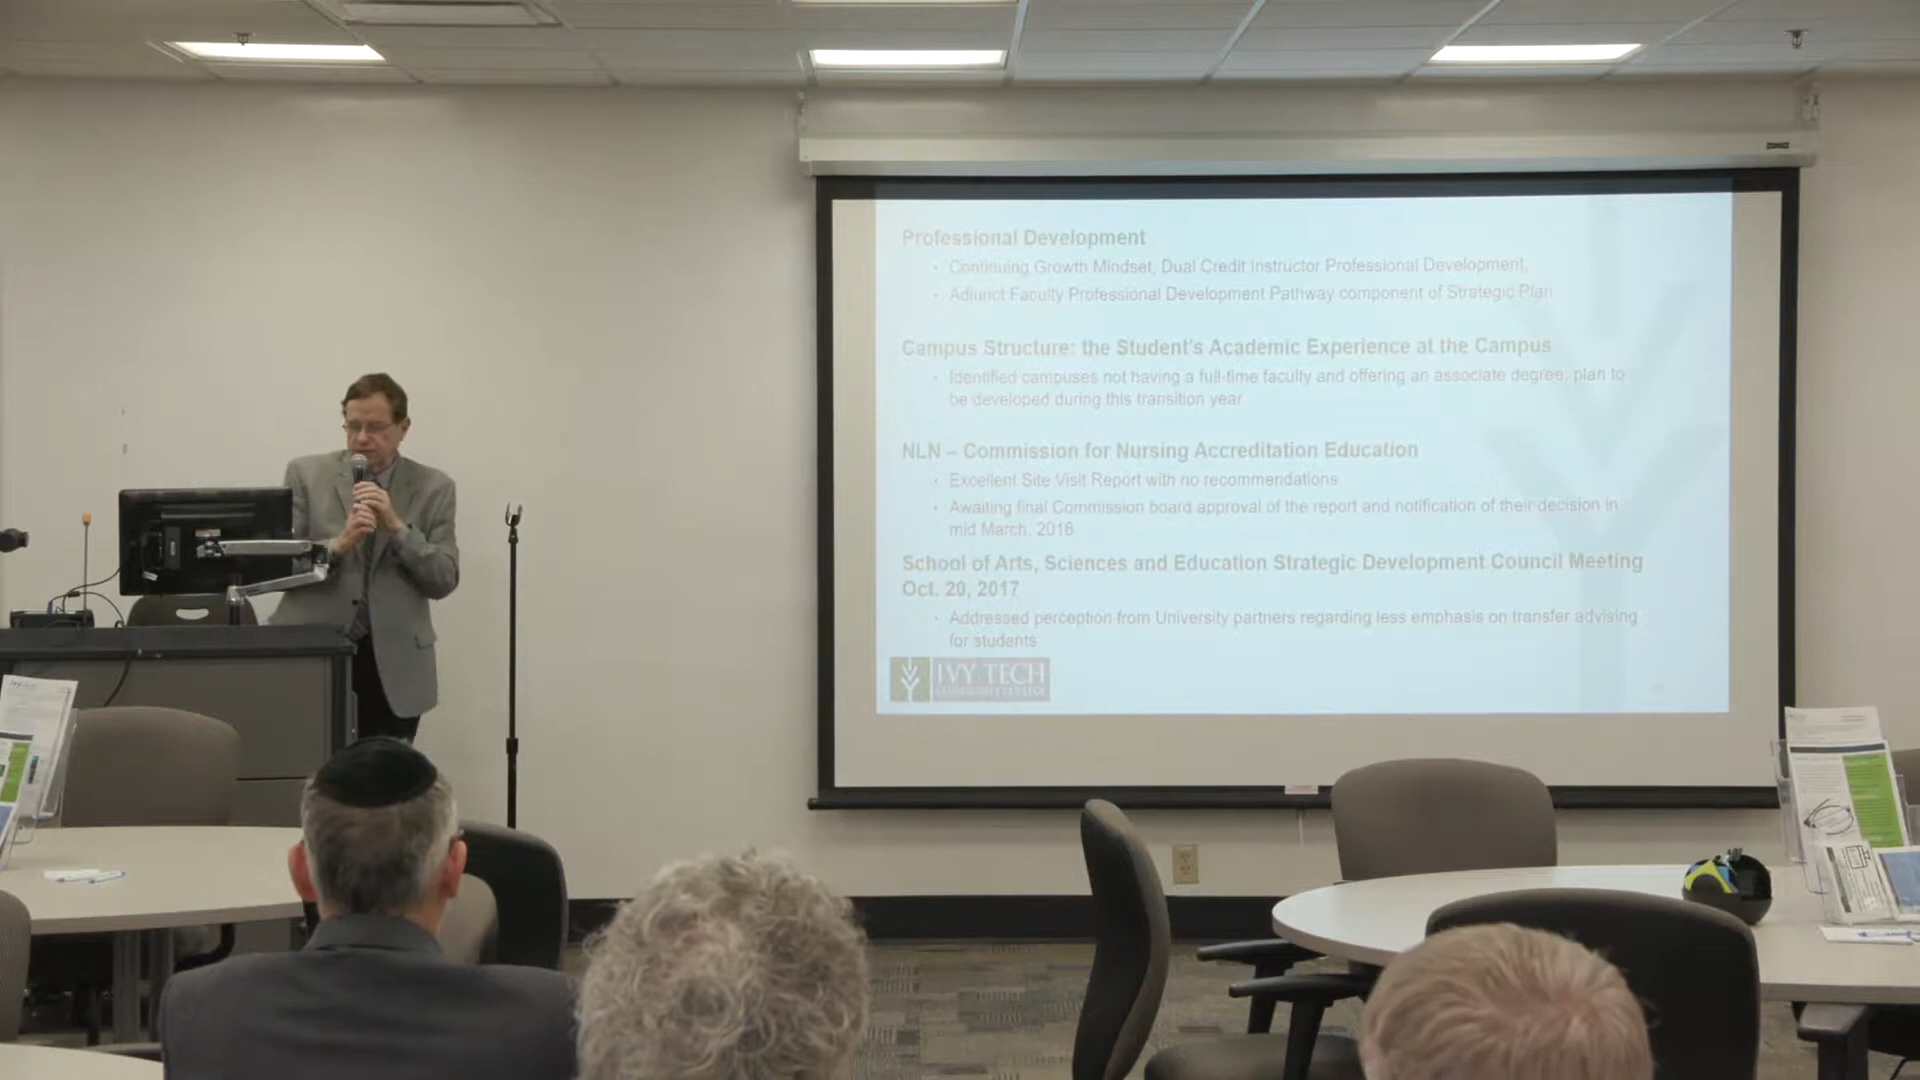 Professional Development
· Continuing Growth Mindset, Dual Credit Instructor Professional Development,
· Adjunct Faculty Professional Development Pathway component of Strategic Plan
Campus Structure: the Student's Academic Experience at the Campus
· Identified campuses not having a full-time faculty and offering an associate degree; plan to
be developed during this transition year
NLN – Commission for Nursing Accreditation Education
· Excellent Site Visit Report with no recommendations
· Awaiting final Commission board approval of the report and notification of their decision in
mid March, 2018
School of Arts, Sciences and Education Strategic Development Council Meeting
Oct. 20, 2017
· Addressed perception from University partners regarding less emphasis on transfer advising
for students
IVY TECH
COMMUNITY COLLEGE